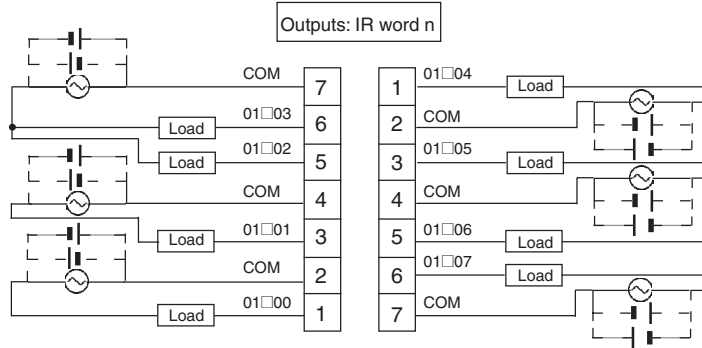 Outputs: IR word n
COM 7
01□03 6
Load
01□02 5
Load
COM 4
01□01 3
Load
COM 2
01□00 1
Load
1 01□04
Load
2 COM
3 01□05
Load
4 COM
5 01□06
Load
6 01□07
Load
7 COM